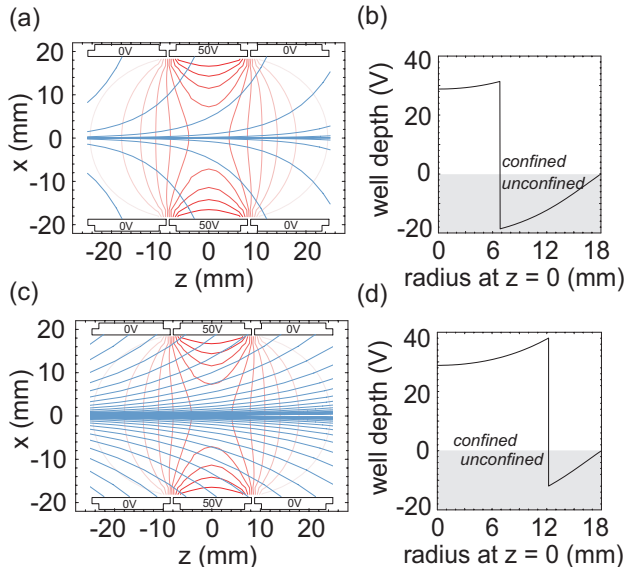 (a)
(b)
0V 50V 0V
20
10
0
-10
-20
x (mm)
0V 50V 0V
-20 -10 0 10 20
z (mm)
40
20
0
-20
well depth (V)
confined
unconfined
0 6 12 18
radius at z = 0 (mm)
(c)
(d)
0V 50V 0V
20
10
0
-10
-20
x (mm)
0V 50V 0V
-20 -10 0 10 20
z (mm)
40
20
0
-20
well depth (V)
confined
unconfined
0 6 12 18
radius at z = 0 (mm)